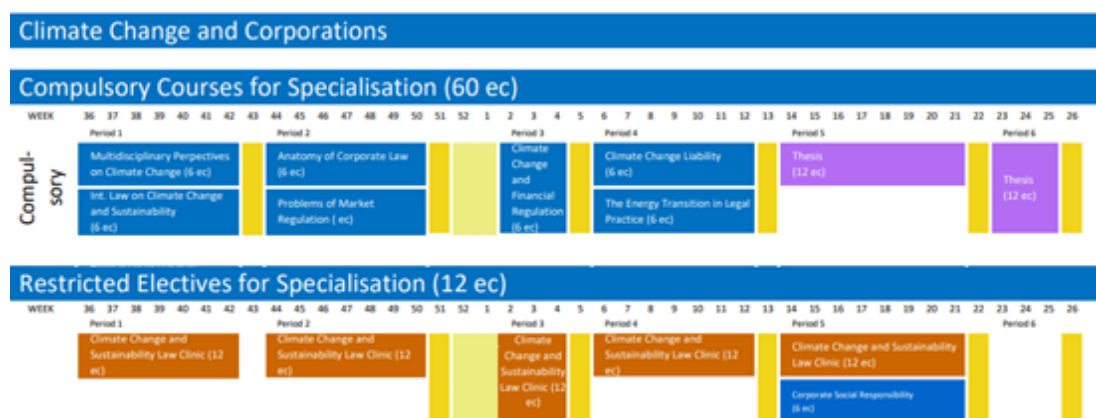 Climate Change and Corporations
Compulsory Courses for Specialisation (60 ec)
WEEK 36 37 38 39 40 41 42 43 44 45 46 47 48 49 50 51 52 1 2 3 4 5 6 7 8 9 10 11 12 13 14 15 16 17 18 19 20 21 22 23 24 25 26
Period 1 Period 2 Period 3 Period 4 Period 5 Period 6
Compul-
sory
Multidisciplinary Perpectives
on Climate Change (6 ec)
Int. Law on Climate Change
and Sustainability
(6 ec)
Anatomy of Corporate Law
(6 ec)
Problems of Market
Regulation ( ec)
Climate
Change
and
Financial
Regulation
(6 ec)
Climate Change Liability
(6 ec)
The Energy Transition in Legal
Practice (6 ec)
Thesis
(12 ec)
Thesis
(12 ec)
Restricted Electives for Specialisation (12 ec)
WEEK 36 37 38 39 40 41 42 43 44 45 46 47 48 49 50 51 52 1 2 3 4 5 6 7 8 9 10 11 12 13 14 15 16 17 18 19 20 21 22 23 24 25 26
Period 1 Period 2 Period 3 Period 4 Period 5 Period 6
Climate Change and
Sustainability Law Clinic (12
ec)
Climate Change and
Sustainability Law Clinic (12
ec)
Climate
Change and
Sustainability
Law Clinic (12
ec)
Climate Change and
Sustainability Law Clinic (12
ec)
Climate Change and Sustainability
Law Clinic (12 ec)
Corporate Social Responsibility
(6 ec)